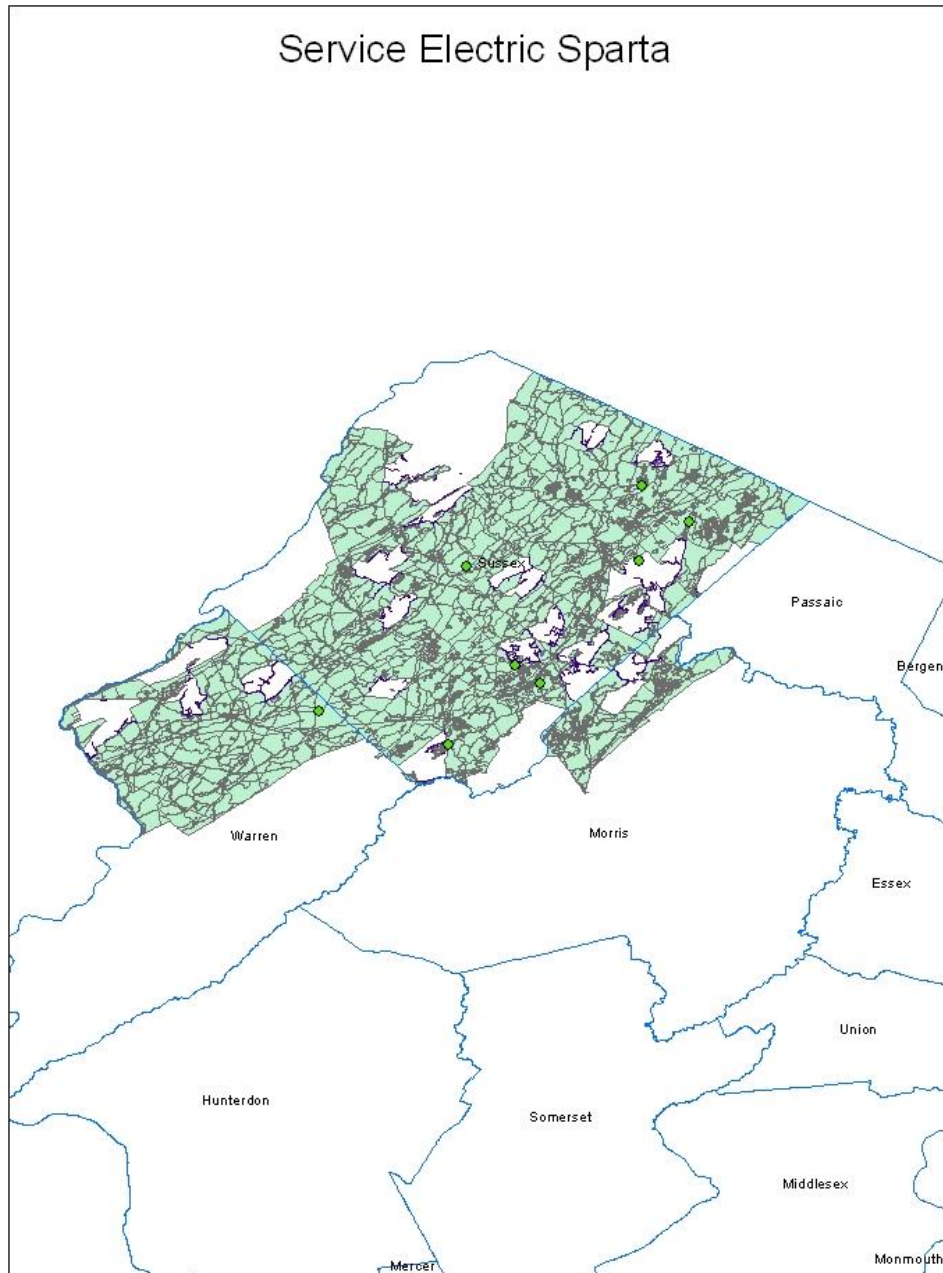 Service Electric Sparta
Sussex
Passaic
Bergen
Warren
Morris
Essex
Union
Hunterdon
Somerset
Middlesex
Mercer
Monmouth